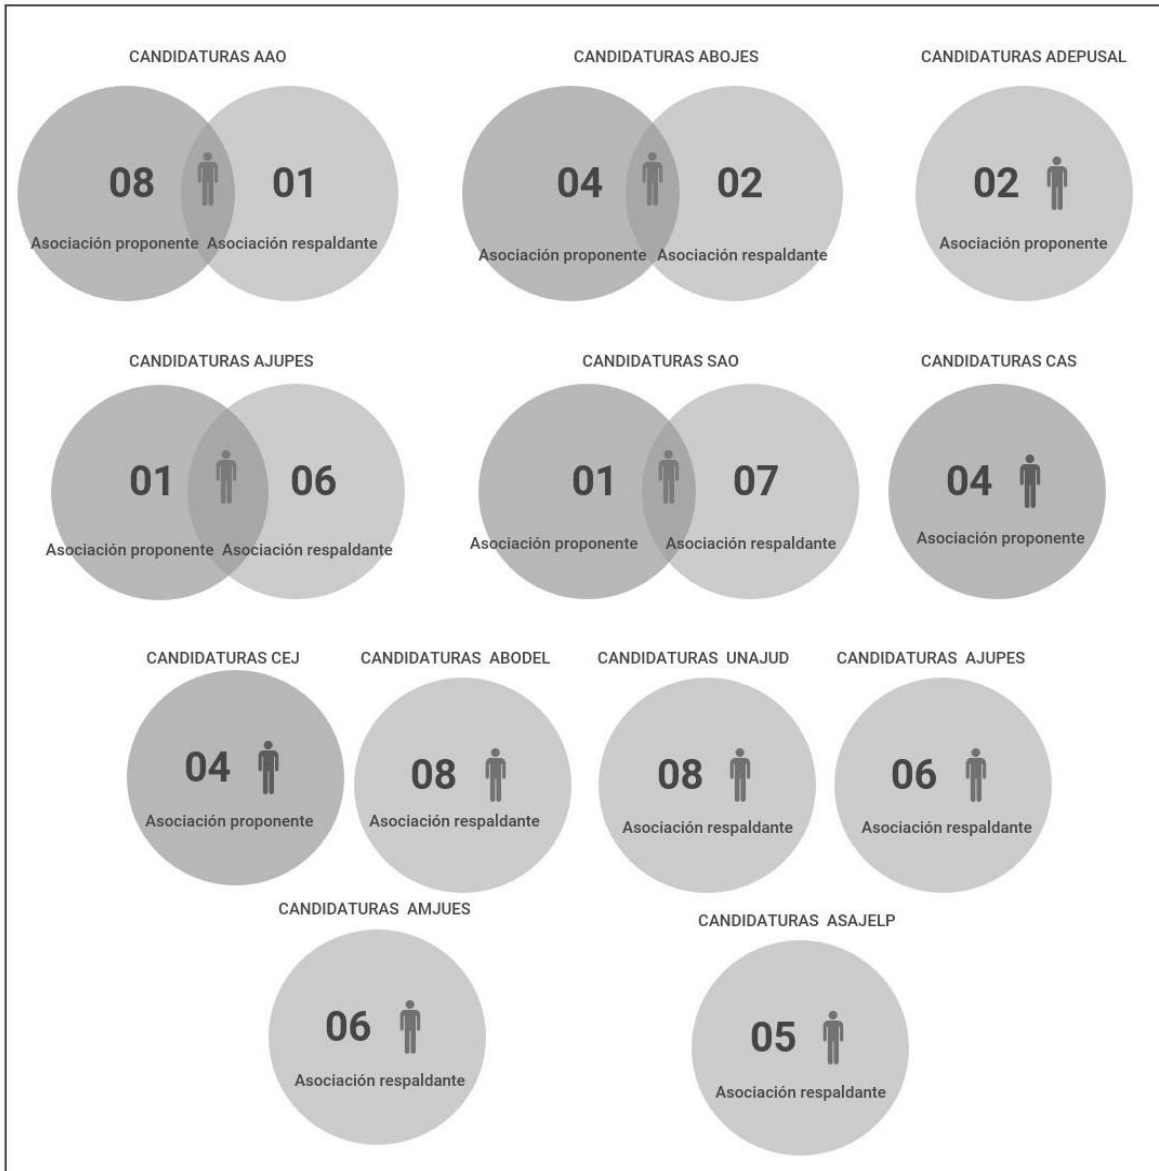 CANDIDATURAS AAO
08
01
Asociación proponente
Asociación respaldante
CANDIDATURAS ABOJES
04
02
Asociación proponente
Asociación respaldante
CANDIDATURAS ADEPUSAL
02
Asociación proponente
CANDIDATURAS AJUPES
01
06
Asociación proponente
Asociación respaldante
CANDIDATURAS SAO
01
07
Asociación proponente
Asociación respaldante
CANDIDATURAS CAS
04
Asociación proponente
CANDIDATURAS CEJ
04
Asociación proponente
CANDIDATURAS ABODEL
08
Asociación respaldante
CANDIDATURAS UNAJUD
08
Asociación respaldante
CANDIDATURAS AJUPES
06
Asociación respaldante
CANDIDATURAS AMJUES
06
Asociación respaldante
CANDIDATURAS ASAJELP
05
Asociación respaldante